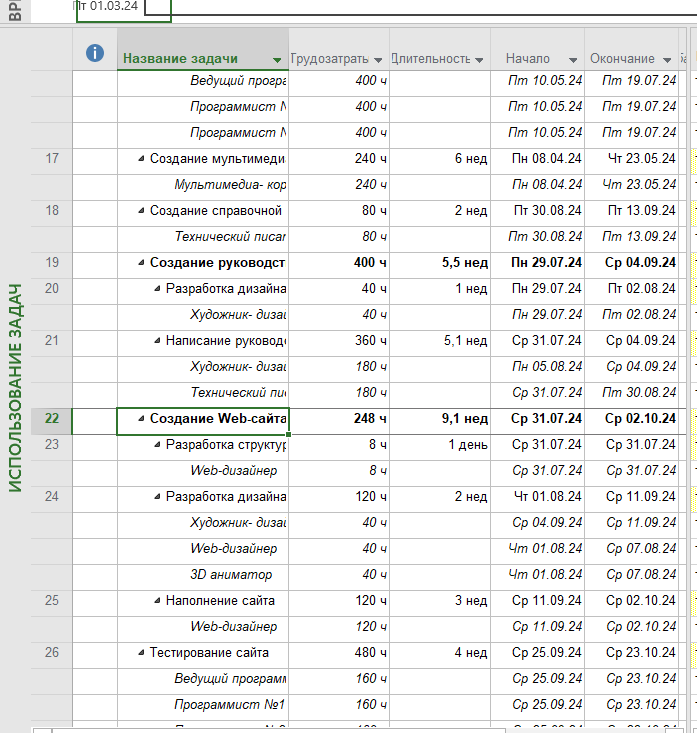 ВРЕ
Пт 01.03.24
Название задачи Трудозатрать Длительность Начало Окончание
Ведущий програ 400 ч Пт 10.05.24 Пт 19.07.24
Программист № 400 ч Пт 10.05.24 Пт 19.07.24
Программист № 400 ч Пт 10.05.24 Пт 19.07.24
17 Создание мультимеди 240 ч 6 нед Пн 08.04.24 Чт 23.05.24
Мультимедиа- кор 240 ч Пн 08.04.24 Чт 23.05.24
18 Создание справочной 80 ч 2 нед Пт 30.08.24 Пт 13.09.24
Технический писат 80 ч Пт 30.08.24 Пт 13.09.24
19 Создание руководст 400 ч 5,5 нед Пн 29.07.24 Ср 04.09.24
20 Разработка дизайна 40 ч 1 нед Пн 29.07.24 Пт 02.08.24
Художник- дизаи 40 ч Пн 29.07.24 Пт 02.08.24
21 Написание руковод 360 ч 5,1 нед Ср 31.07.24 Ср 04.09.24
Художник- дизаи 180 ч Пн 05.08.24 Ср 04.09.24
Технический пис 180 ч Ср 31.07.24 Пт 30.08.24
22 Создание Web-сайта 248 ч 9,1 нед Ср 31.07.24 Ср 02.10.24
23 Разработка структур 8 ч 1 день Ср 31.07.24 Ср 31.07.24
Web-дизайнер 8 ч Ср 31.07.24 Ср 31.07.24
24 Разработка дизайна 120 ч 2 нед Чт 01.08.24 Ср 11.09.24
Художник- дизаи 40 ч Ср 04.09.24 Ср 11.09.24
Web-дизайнер 40 ч Чт 01.08.24 Ср 07.08.24
3D аниматор 40 ч Чт 01.08.24 Ср 07.08.24
25 Наполнение сайта 120 ч 3 нед Ср 11.09.24 Ср 02.10.24
Web-дизайнер 120 ч Ср 11.09.24 Ср 02.10.24
26 Тестирование сайта 480 ч 4 нед Ср 25.09.24 Ср 23.10.24
Ведущий программ 160 ч Ср 25.09.24 Ср 23.10.24
Программист №1 160 ч Ср 25.09.24 Ср 23.10.24
ИСПОЛЬЗОВАНИЕ ЗАДАЧ